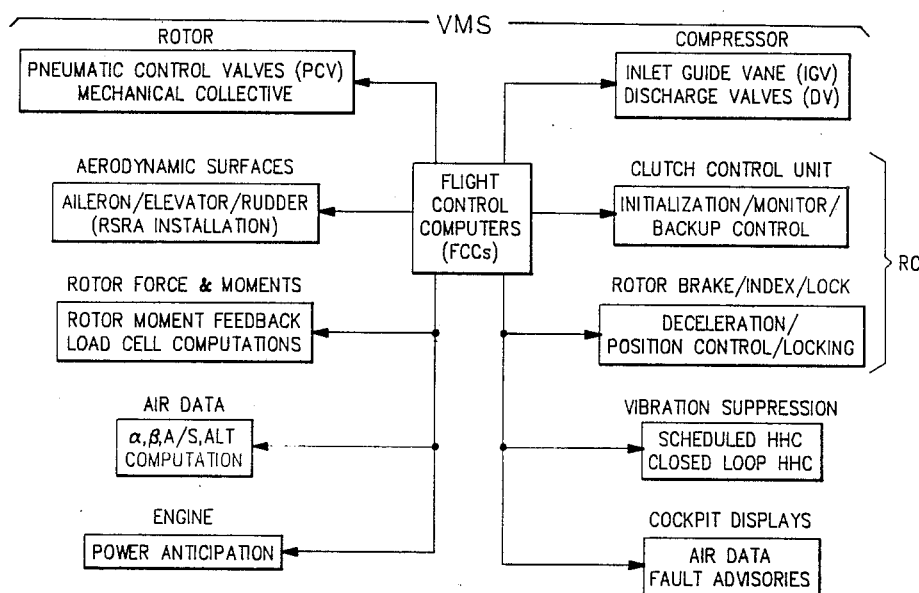 VMS
ROTOR
PNEUMATIC CONTROL VALVES (PCV)
MECHANICAL COLLECTIVE
AERODYNAMIC SURFACES
AILERON/ELEVATOR/RUDDER
(RSRA INSTALLATION)
ROTOR FORCE & MOMENTS
ROTOR MOMENT FEEDBACK
LOAD CELL COMPUTATIONS
AIR DATA
α,β,A/S,ALT
COMPUTATION
ENGINE
POWER ANTICIPATION
FLIGHT
CONTROL
COMPUTERS
(FCCs)
COMPRESSOR
INLET GUIDE VANE (IGV)
DISCHARGE VALVES (DV)
CLUTCH CONTROL UNIT
INITIALIZATION/MONITOR/
BACKUP CONTROL
ROTOR BRAKE/INDEX/LOCK
DECELERATION/
POSITION CONTROL/LOCKING
VIBRATION SUPPRESSION
SCHEDULED HHC
CLOSED LOOP HHC
COCKPIT DISPLAYS
AIR DATA
FAULT ADVISORIES